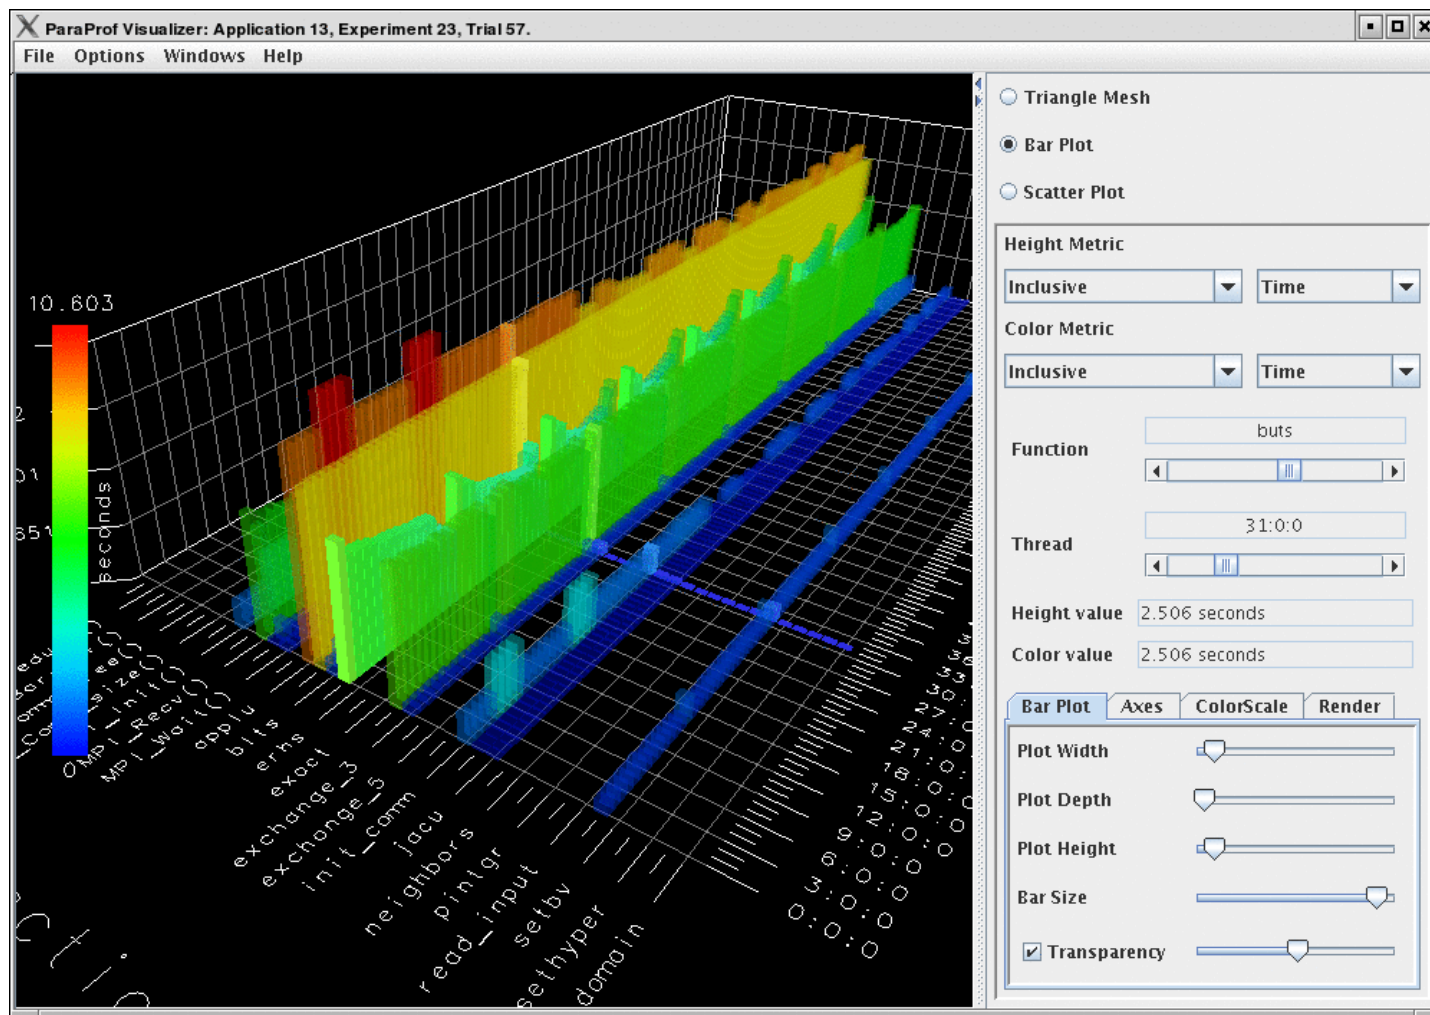 ParaProf Visualizer: Application 13, Experiment 23, Trial 57.
File Options Windows Help
Triangle Mesh
Bar Plot
Scatter Plot
Height Metric
Inclusive Time
Color Metric
Inclusive Time
Function
buts
Thread
31:0:0
Height value 2.506 seconds
Color value 2.506 seconds
Bar Plot Axes ColorScale Render
Plot Width
Plot Depth
Plot Height
Bar Size
Transparency
10.603
seconds
0
MPI_Recv()
MPI_Wait()
applu
bits
erhs
exact
exchange_3
exchange_5
init_comm
jacu
neighbors
pintgr
read_input
setbv
sethyper
domain
30:0:0
27:0:0
24:0:0
21:0:0
18:0:0
15:0:0
12:0:0
9:0:0
6:0:0
3:0:0
0:0:0